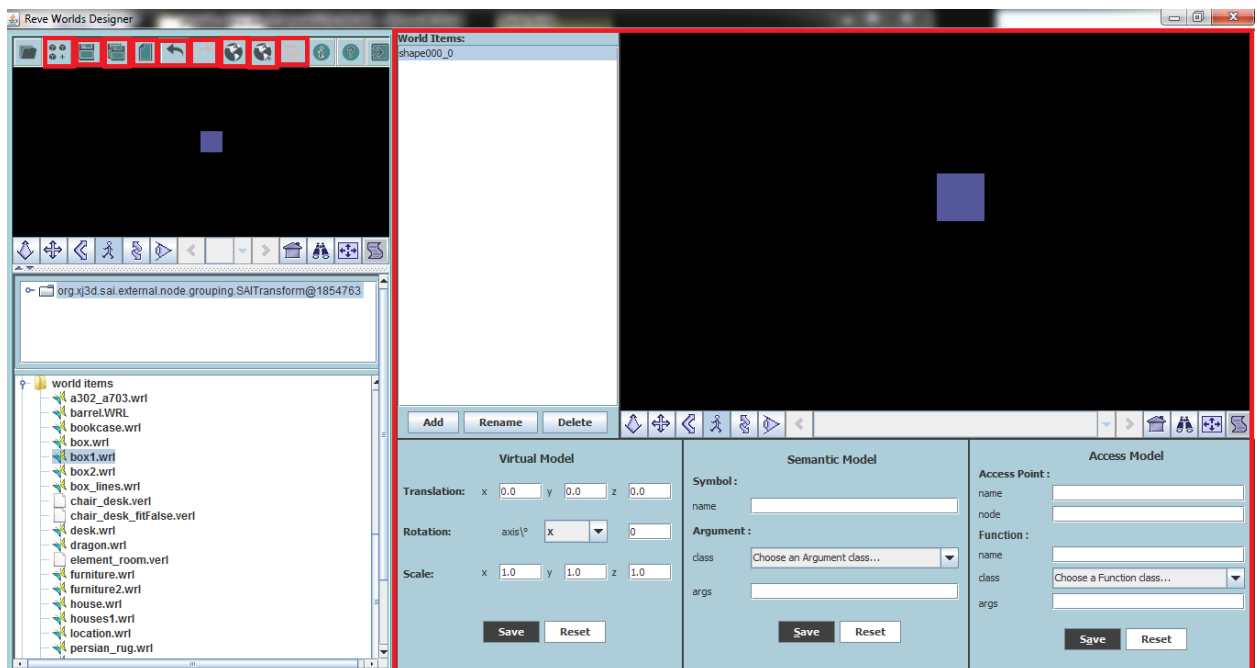 Reve Worlds Designer
World Items:
shape000_0
org.xj3d.sai.external.node.grouping.SAITransform@1854763
world items
a302_a703.wrl
barrel.WRL
bookcase.wrl
box.wrl
box1.wrl
box2.wrl
box_lines.wrl
chair_desk.verl
chair_desk_fitFalse.verl
desk.wrl
dragon.wrl
element_room.verl
furniture.wrl
furniture2.wrl
house.wrl
houses1.wrl
location.wrl
persian_rug.wrl
Add Rename Delete
Virtual Model
Translation: x 0.0 y 0.0 z 0.0
Rotation: axis\° x 0
Scale: x 1.0 y 1.0 z 1.0
Save Reset
Semantic Model
Symbol :
name
Argument :
class Choose an Argument class...
args
Save Reset
Access Model
Access Point :
name
node
Function :
name
class Choose a Function class...
args
Save Reset